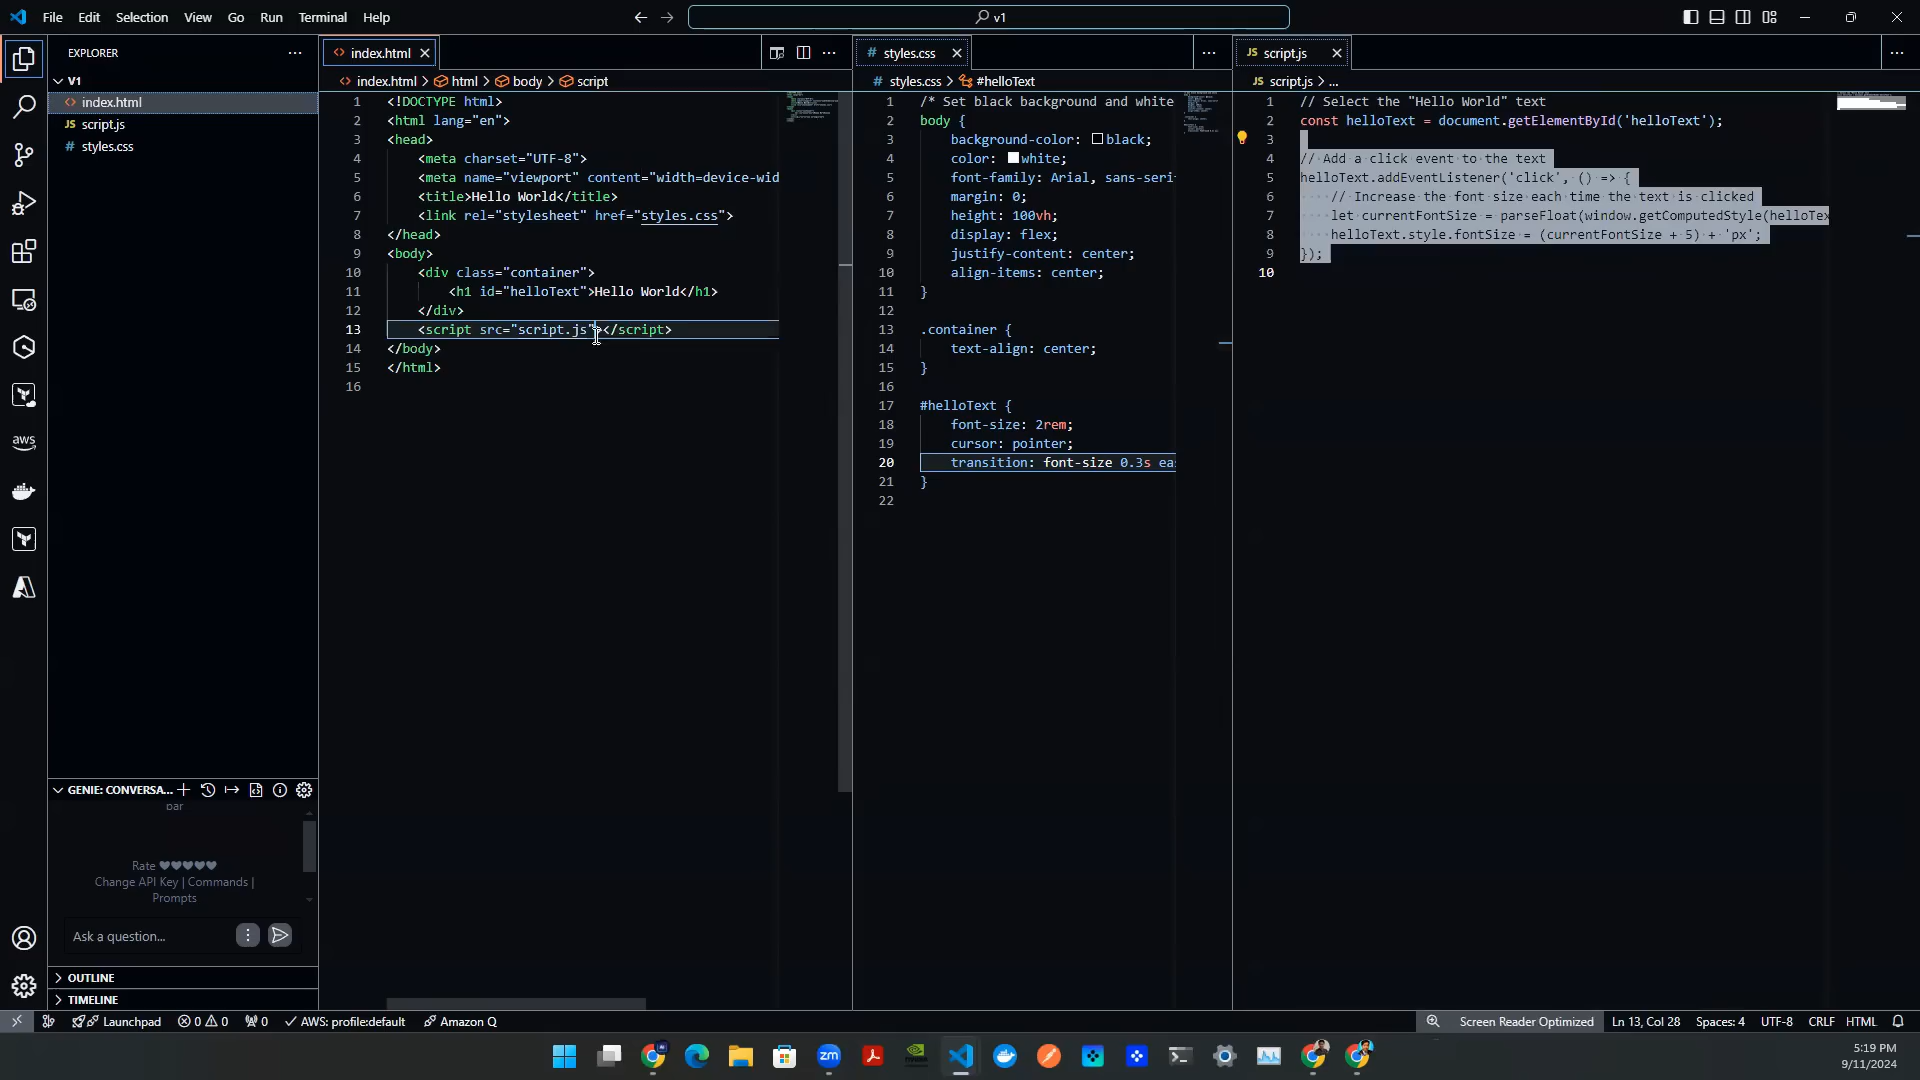 File Edit Selection View Go Run Terminal Help
v1
EXPLORER
V1
index.html
script.js
styles.css
GENIE: CONVERSA...
bar
Rate
Change API Key | Commands |
Prompts
Ask a question...
OUTLINE
TIMELINE
index.html
index.html > html > body > script
1 <!DOCTYPE html>
2 <html lang="en">
3 <head>
4 <meta charset="UTF-8">
5 <meta name="viewport" content="width=device-wid
6 <title>Hello World</title>
7 <link rel="stylesheet" href="styles.css">
8 </head>
9 <body>
10 <div class="container">
11 <h1 id="helloText">Hello World</h1>
12 </div>
13 <script src="script.js"></script>
14 </body>
15 </html>
16
# styles.css
# styles.css > #helloText
1 /* Set black background and white
2 body {
3 background-color: black;
4 color: white;
5 font-family: Arial, sans-seri
6 margin: 0;
7 height: 100vh;
8 display: flex;
9 justify-content: center;
10 align-items: center;
11 }
12
13 .container {
14 text-align: center;
15 }
16
17 #helloText {
18 font-size: 2rem;
19 cursor: pointer;
20 transition: font-size 0.3s eas
21 }
22
JS script.js
JS script.js > ...
1 // Select the "Hello World" text
2 const helloText = document.getElementById('helloText');
3
4 // Add a click event to the text
5 helloText.addEventListener('click', () => {
6 // Increase the font size each time the text is clicked
7 let currentFontSize = parseFloat(window.getComputedStyle(helloTex
8 helloText.style.fontSize = (currentFontSize + 5) + 'px';
9 });
10
aws
Launchpad 0 0 0 AWS: profile:default Amazon Q
Screen Reader Optimized Ln 13, Col 28 Spaces: 4 UTF-8 CRLF HTML
zm
5:19 PM
9/11/2024